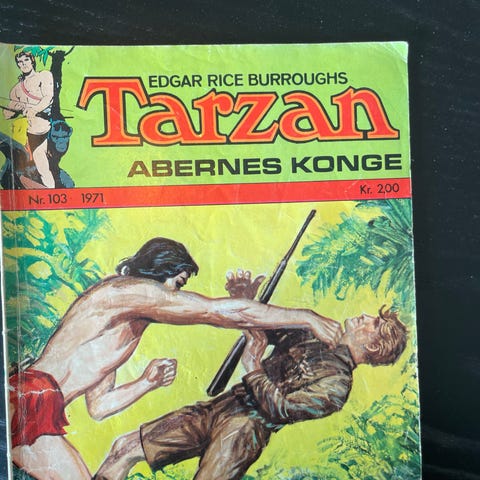 EDGAR RICE BURROUGHS
Tarzan
ABERNES KONGE
Nr. 103 1971 Kr. 2,00